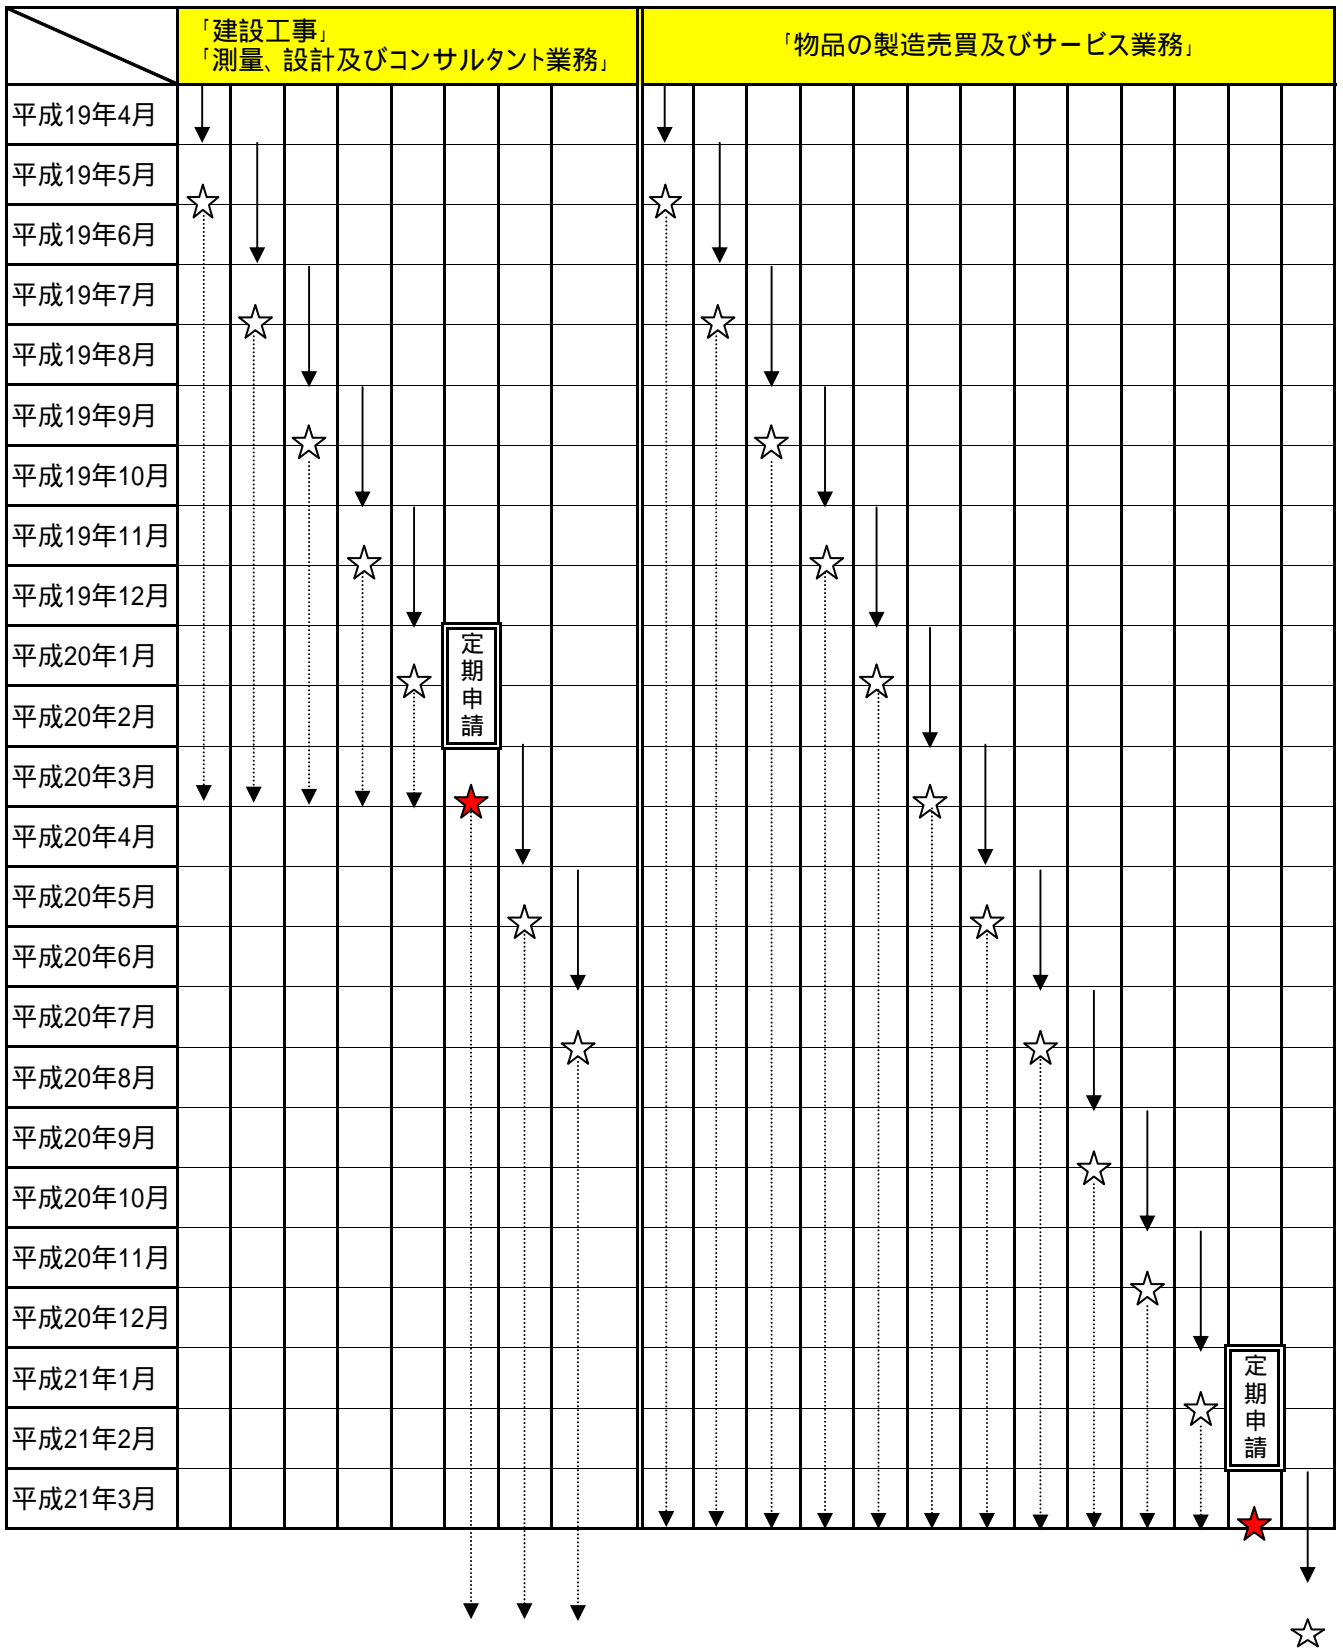 「建設工事」
「測量、設計及びコンサルタント業務」
「物品の製造売買及びサービス業務」
平成19年4月
平成19年5月
平成19年6月
平成19年7月
平成19年8月
平成19年9月
平成19年10月
平成19年11月
平成19年12月
平成20年1月
定期申請
平成20年2月
平成20年3月
平成20年4月
平成20年5月
平成20年6月
平成20年7月
平成20年8月
平成20年9月
平成20年10月
平成20年11月
平成20年12月
平成21年1月
定期申請
平成21年2月
平成21年3月